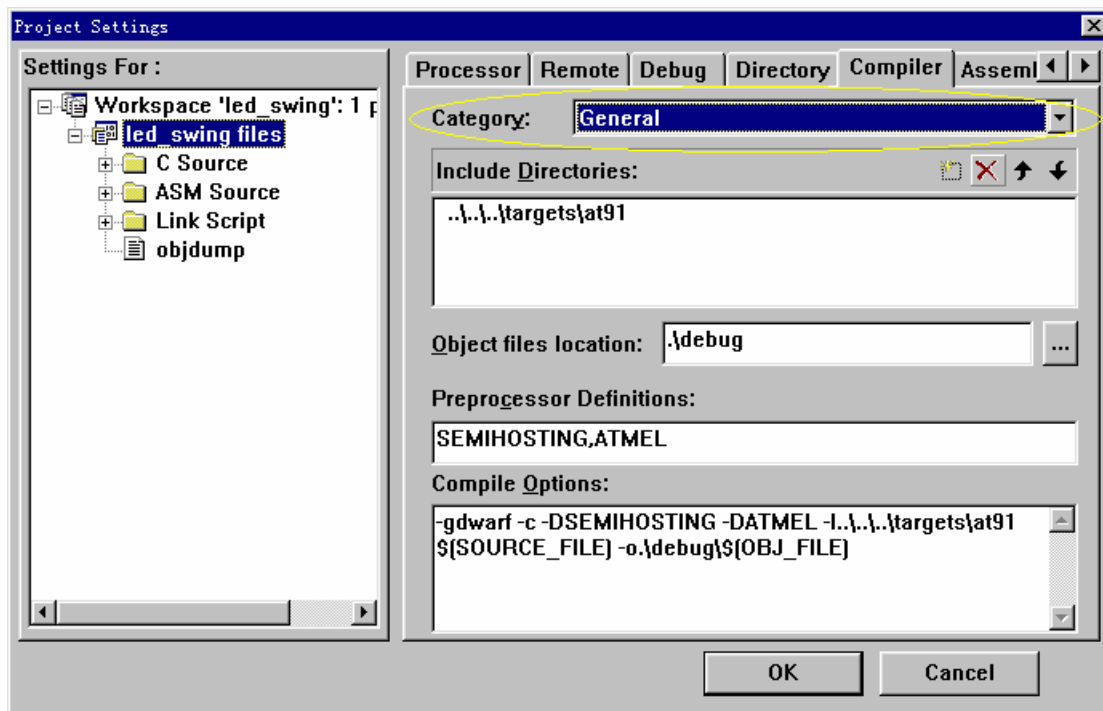 Project Settings
Settings For :
Workspace 'led_swing': 1 p
led_swing files
C Source
ASM Source
Link Script
objdump
Processor Remote Debug Directory Compiler Asseml
Category: General
Include Directories:
..\..\..\targets\at91
Object files location: .\debug ...
Preprocessor Definitions:
SEMIHOSTING,ATMEL
Compile Options:
-gdwarf -c -DSEMIHOSTING -DATMEL -I..\..\..\targets\at91
$(SOURCE_FILE) -o.\debug\$(OBJ_FILE)
OK Cancel